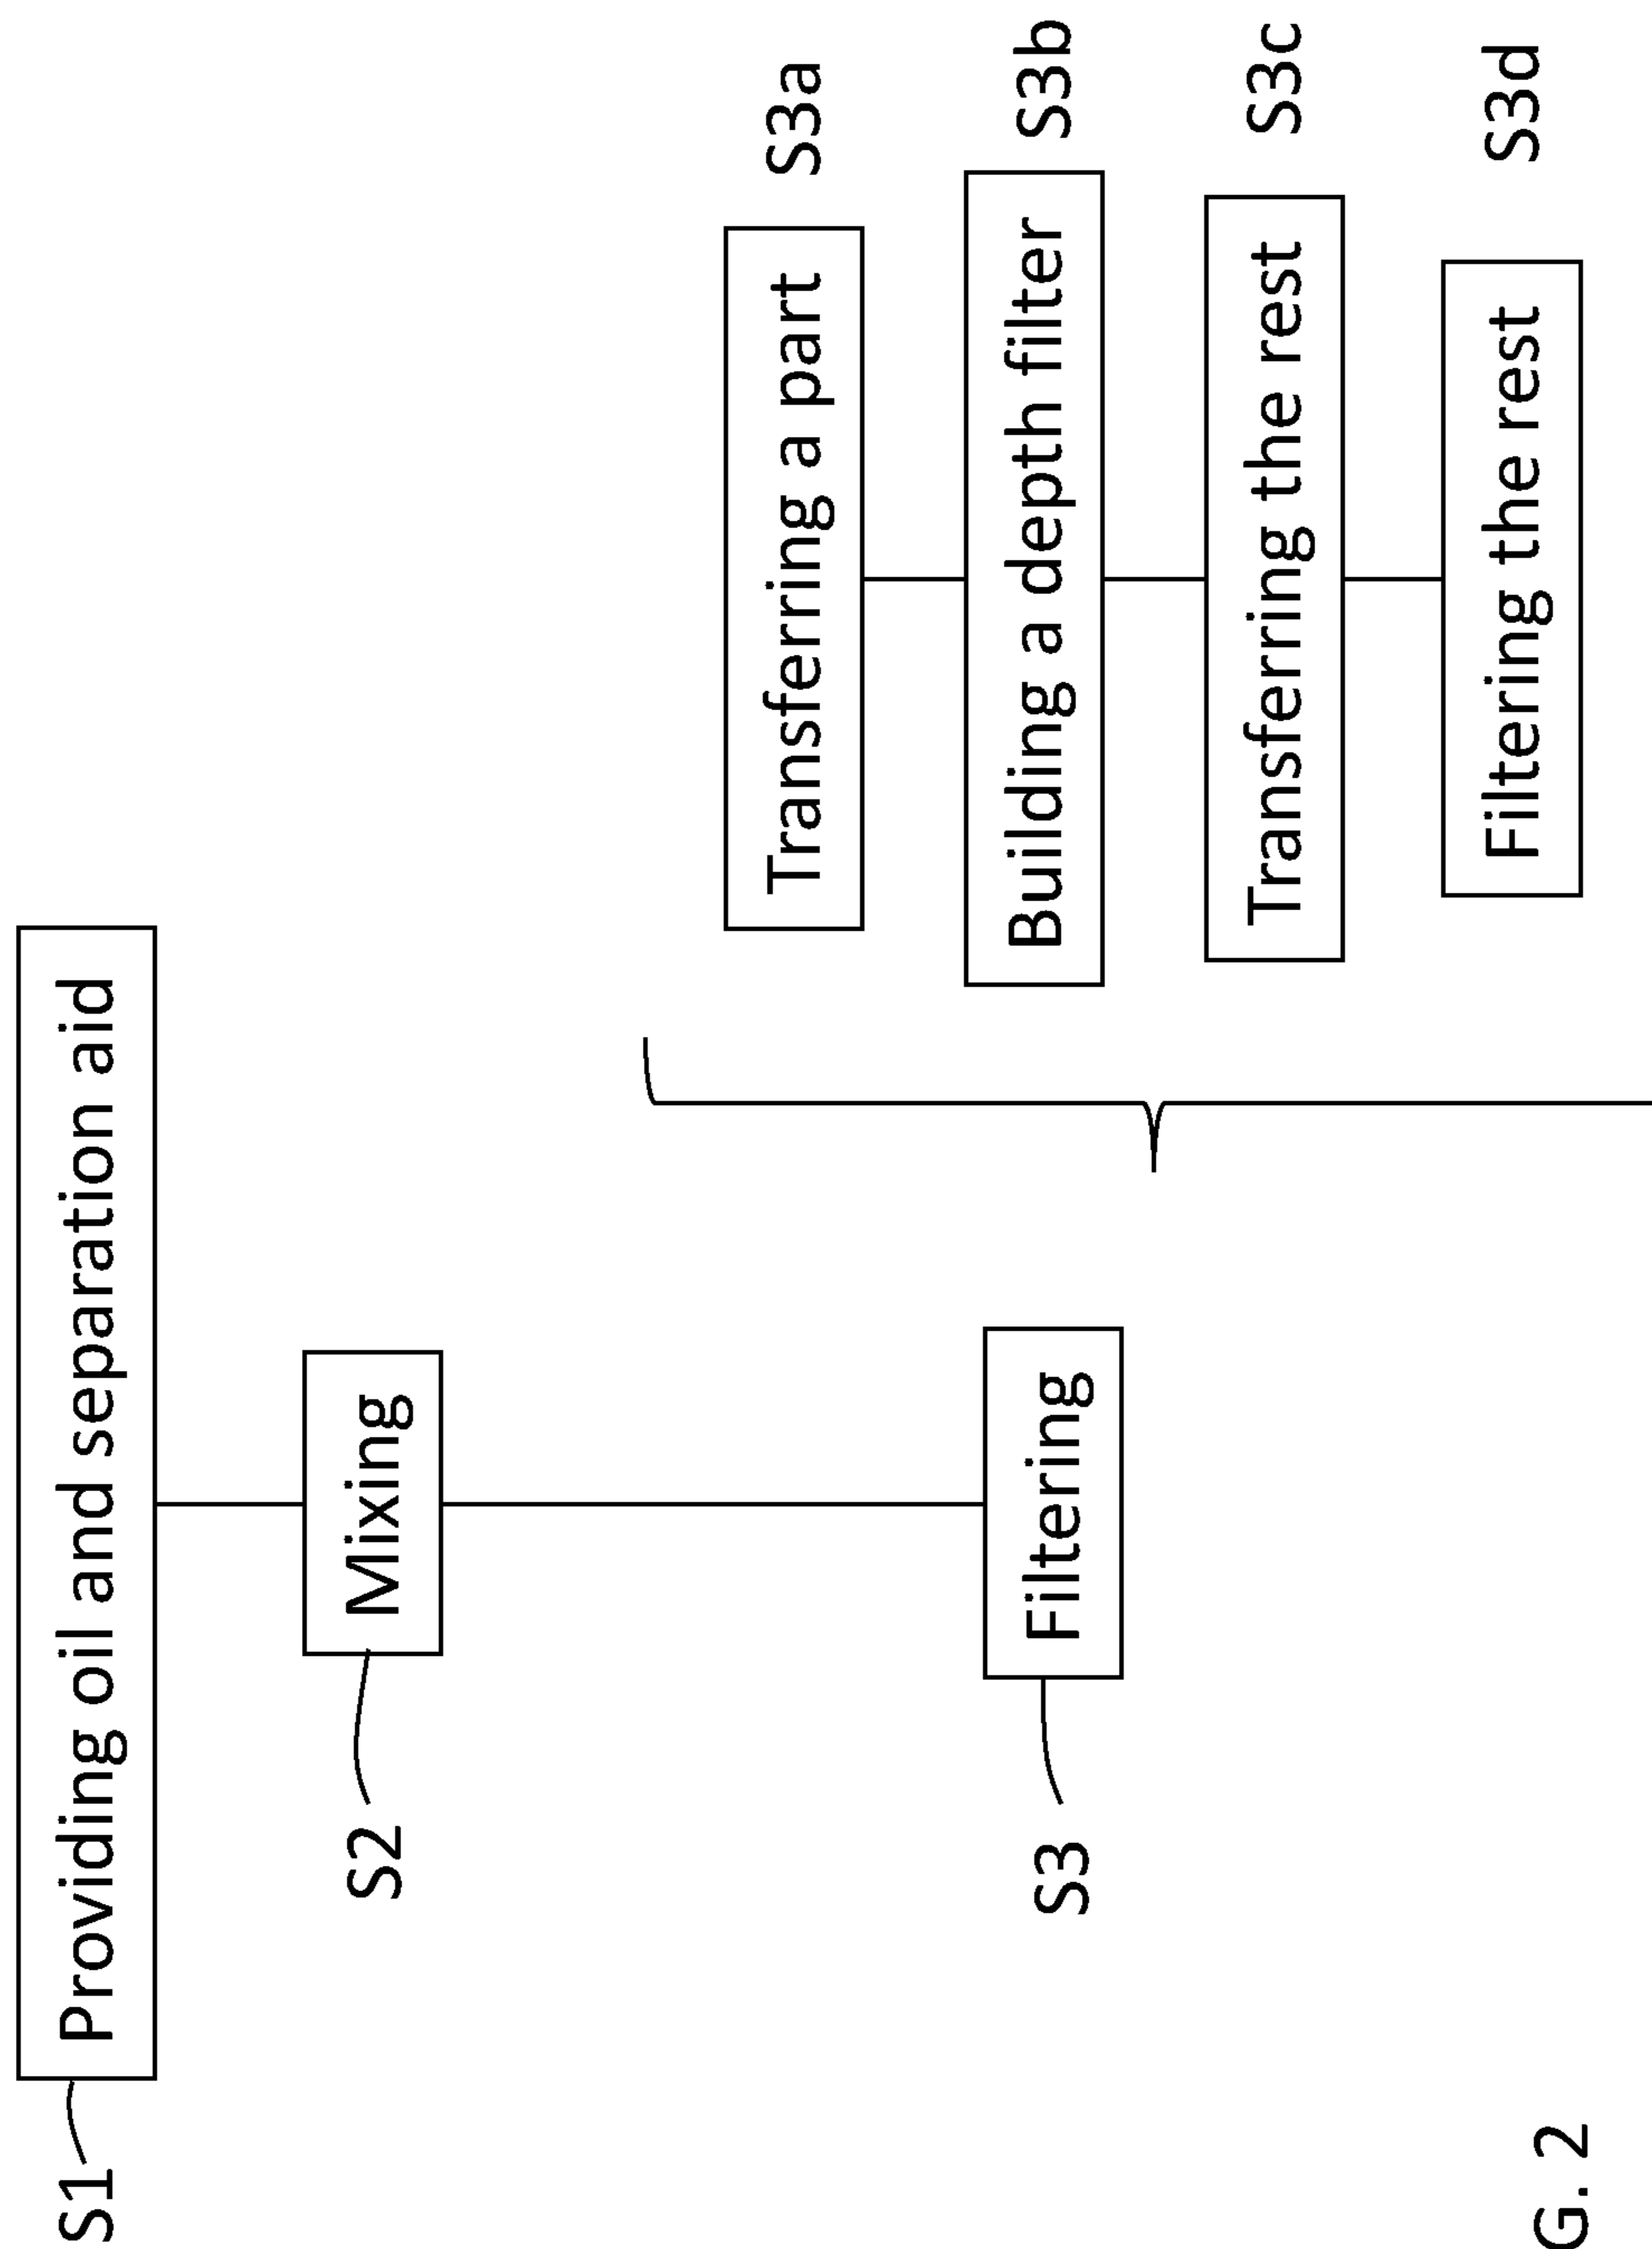 S1 Providing oil and separation aid
S2 Mixing
S3 Filtering
Transferring a part S3a
Building a depth filter S3b
Transferring the rest S3c
Filtering the rest S3d
G. 2